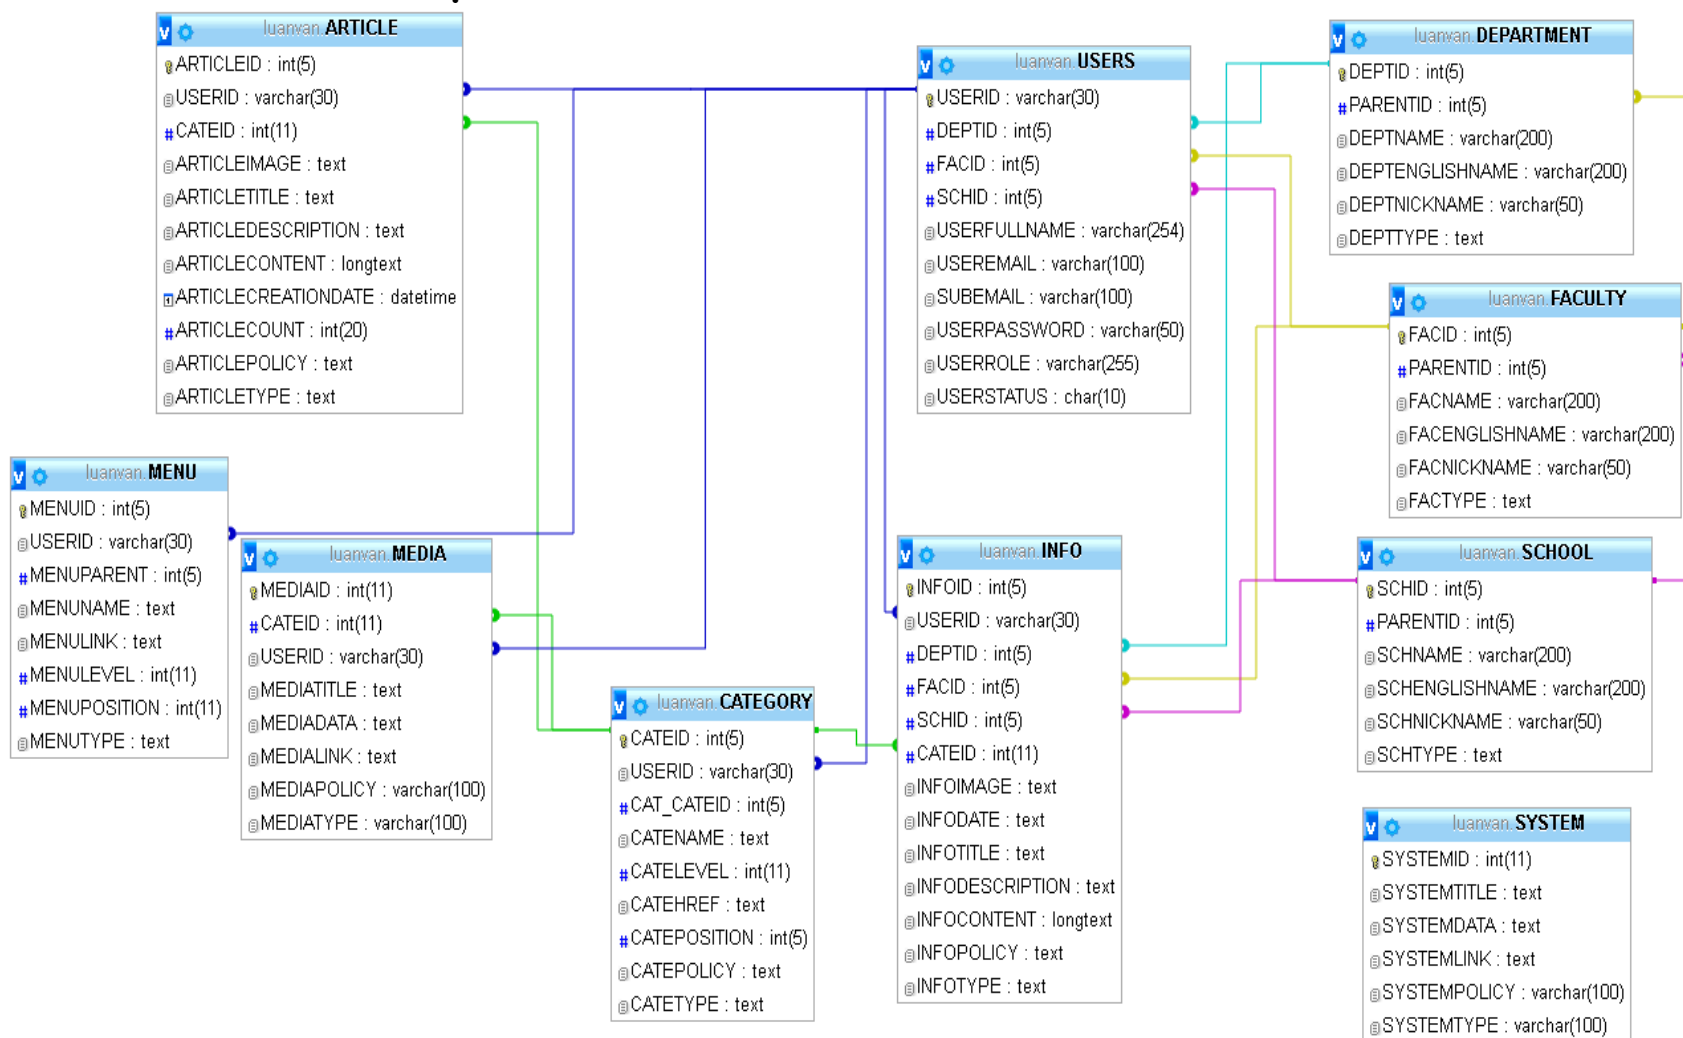 luanvan.ARTICLE
ARTICLEID : int(5)
USERID : varchar(30)
CATEID : int(11)
ARTICLEIMAGE : text
ARTICLETITLE : text
ARTICLEDESCRIPTION : text
ARTICLECONTENT : longtext
ARTICLECREATIONDATE : datetime
ARTICLECOUNT : int(20)
ARTICLEPOLICY : text
ARTICLETYPE : text
luanvan.USERS
USERID : varchar(30)
DEPTID : int(5)
FACID : int(5)
SCHID : int(5)
USERFULLNAME : varchar(254)
USEREMAIL : varchar(100)
SUBEMAIL : varchar(100)
USERPASSWORD : varchar(50)
USERROLE : varchar(255)
USERSTATUS : char(10)
luanvan.DEPARTMENT
DEPTID : int(5)
PARENTID : int(5)
DEPTNAME : varchar(200)
DEPTENGLISHNAME : varchar(200)
DEPTNICKNAME : varchar(50)
DEPTTYPE : text
luanvan.FACULTY
FACID : int(5)
PARENTID : int(5)
FACNAME : varchar(200)
FACENGLISHNAME : varchar(200)
FACNICKNAME : varchar(50)
FACTYPE : text
luanvan.MENU
MENUID : int(5)
USERID : varchar(30)
MENUPARENT : int(5)
MENUNAME : text
MENULINK : text
MENULEVEL : int(11)
MENUPOSITION : int(11)
MENUTYPE : text
luanvan.MEDIA
MEDIAID : int(11)
CATEID : int(11)
USERID : varchar(30)
MEDIATITLE : text
MEDIADATA : text
MEDIALINK : text
MEDIAPOLICY : varchar(100)
MEDIATYPE : varchar(100)
luanvan.CATEGORY
CATEID : int(5)
USERID : varchar(30)
CAT_CATEID : int(5)
CATENAME : text
CATELEVEL : int(11)
CATEHREF : text
CATEPOSITION : int(5)
CATEPOLICY : text
CATETYPE : text
luanvan.INFO
INFOID : int(5)
USERID : varchar(30)
DEPTID : int(5)
FACID : int(5)
SCHID : int(5)
CATEID : int(11)
INFOIMAGE : text
INFODATE : text
INFOTITLE : text
INFODESCRIPTION : text
INFOCONTENT : longtext
INFOPOLICY : text
INFOTYPE : text
luanvan.SCHOOL
SCHID : int(5)
PARENTID : int(5)
SCHNAME : varchar(200)
SCHENGLISHNAME : varchar(200)
SCHNICKNAME : varchar(50)
SCHTYPE : text
luanvan.SYSTEM
SYSTEMID : int(11)
SYSTEMTITLE : text
SYSTEMDATA : text
SYSTEMLINK : text
SYSTEMPOLICY : varchar(100)
SYSTEMTYPE : varchar(100)